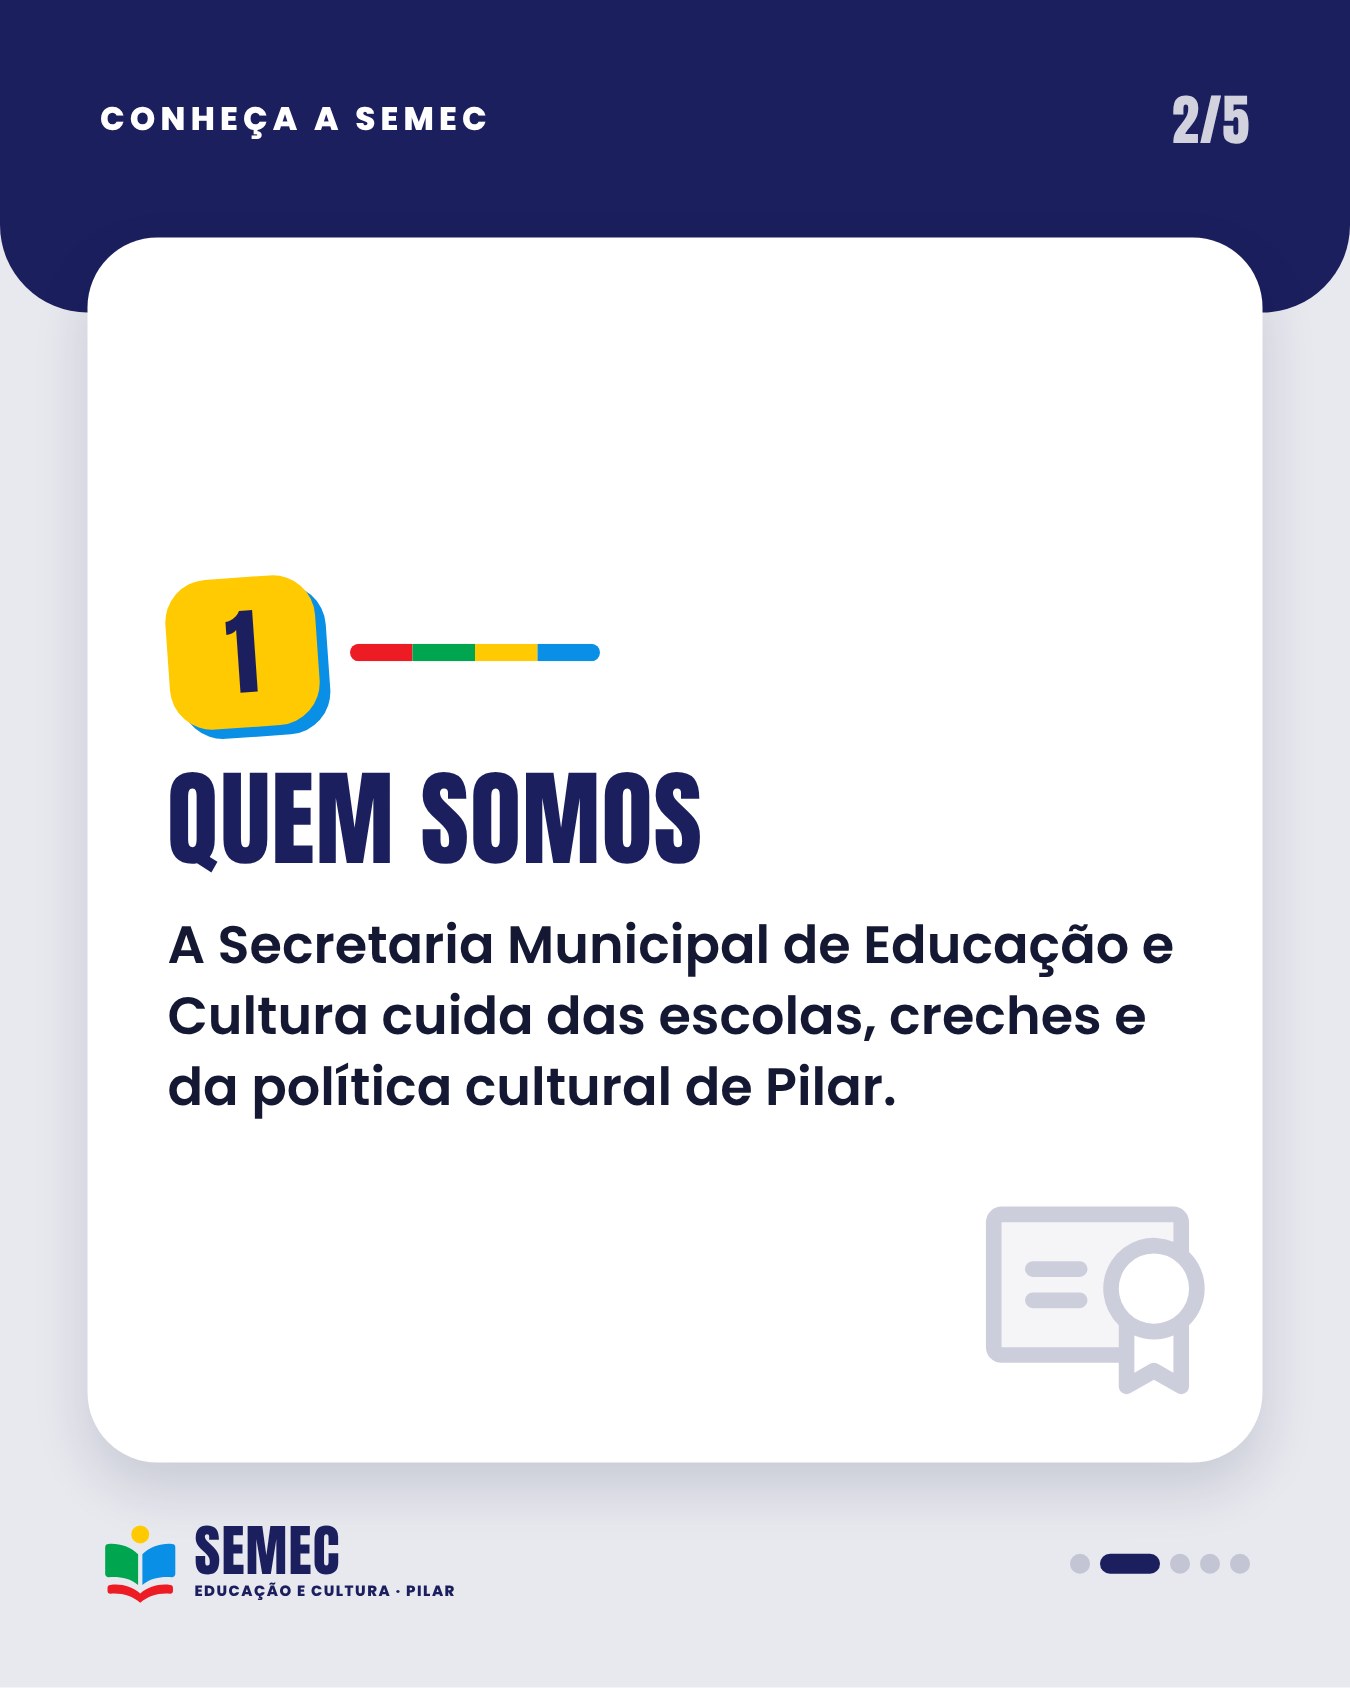 CONHEÇA A SEMEC
2/5
1
QUEM SOMOS
A Secretaria Municipal de Educação e
Cultura cuida das escolas, creches e
da política cultural de Pilar.
SEMEC
EDUCAÇÃO E CULTURA · PILAR